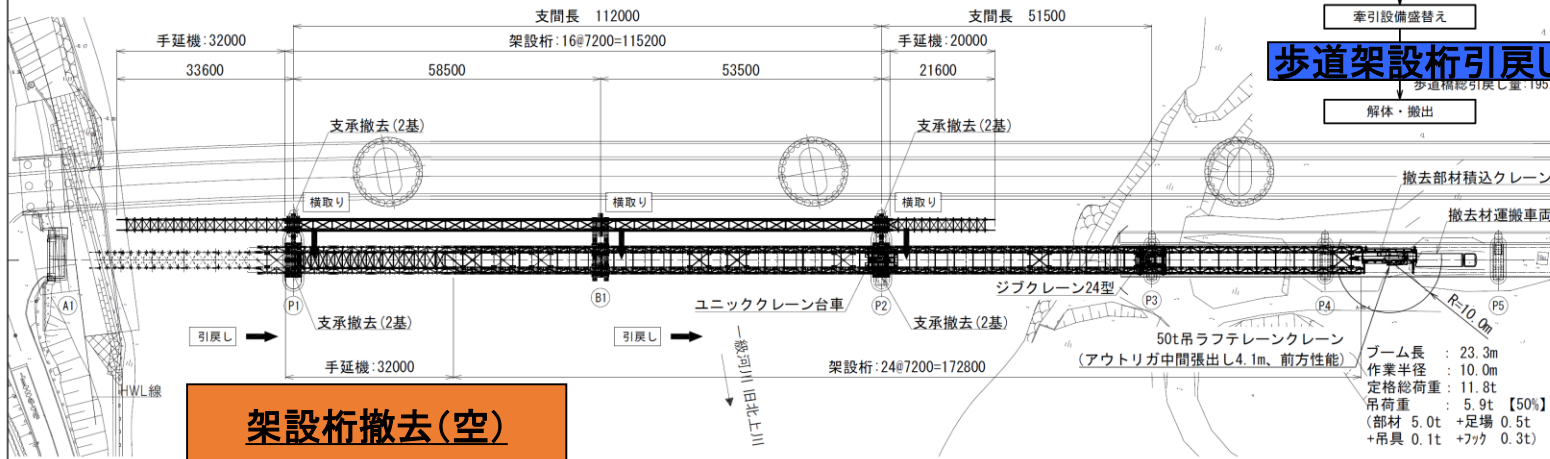 支間長 112000
支間長 51500
手延機:32000
架設桁:16@7200=115200
手延機:20000
33600
58500
53500
21600
牽引設備盛替え
歩道架設桁引戻し
歩道橋総引戻し量:195
解体・搬出
支承撤去(2基)
支承撤去(2基)
撤去部材積込クレーン
撤去材運搬車両
横取り
横取り
横取り
A1
P1
B1
P2
P3
P4
P5
ユニッククレーン台車
ジブクレーン24型
支承撤去(2基)
支承撤去(2基)
引戻し
引戻し
R=10.0m
50t吊ラフテレーンクレーン
(アウトリガ中間張出し4.1m、前方性能)
手延機:32000
架設桁:24@7200=172800
一級河川 旧北上川
HWL線
ブーム長 : 23.3m
作業半径 : 10.0m
定格総荷重 : 11.8t
吊荷重 : 5.9t 【50%】
(部材 5.0t +足場 0.5t
+吊具 0.1t +フック 0.3t)
架設桁撤去(空)